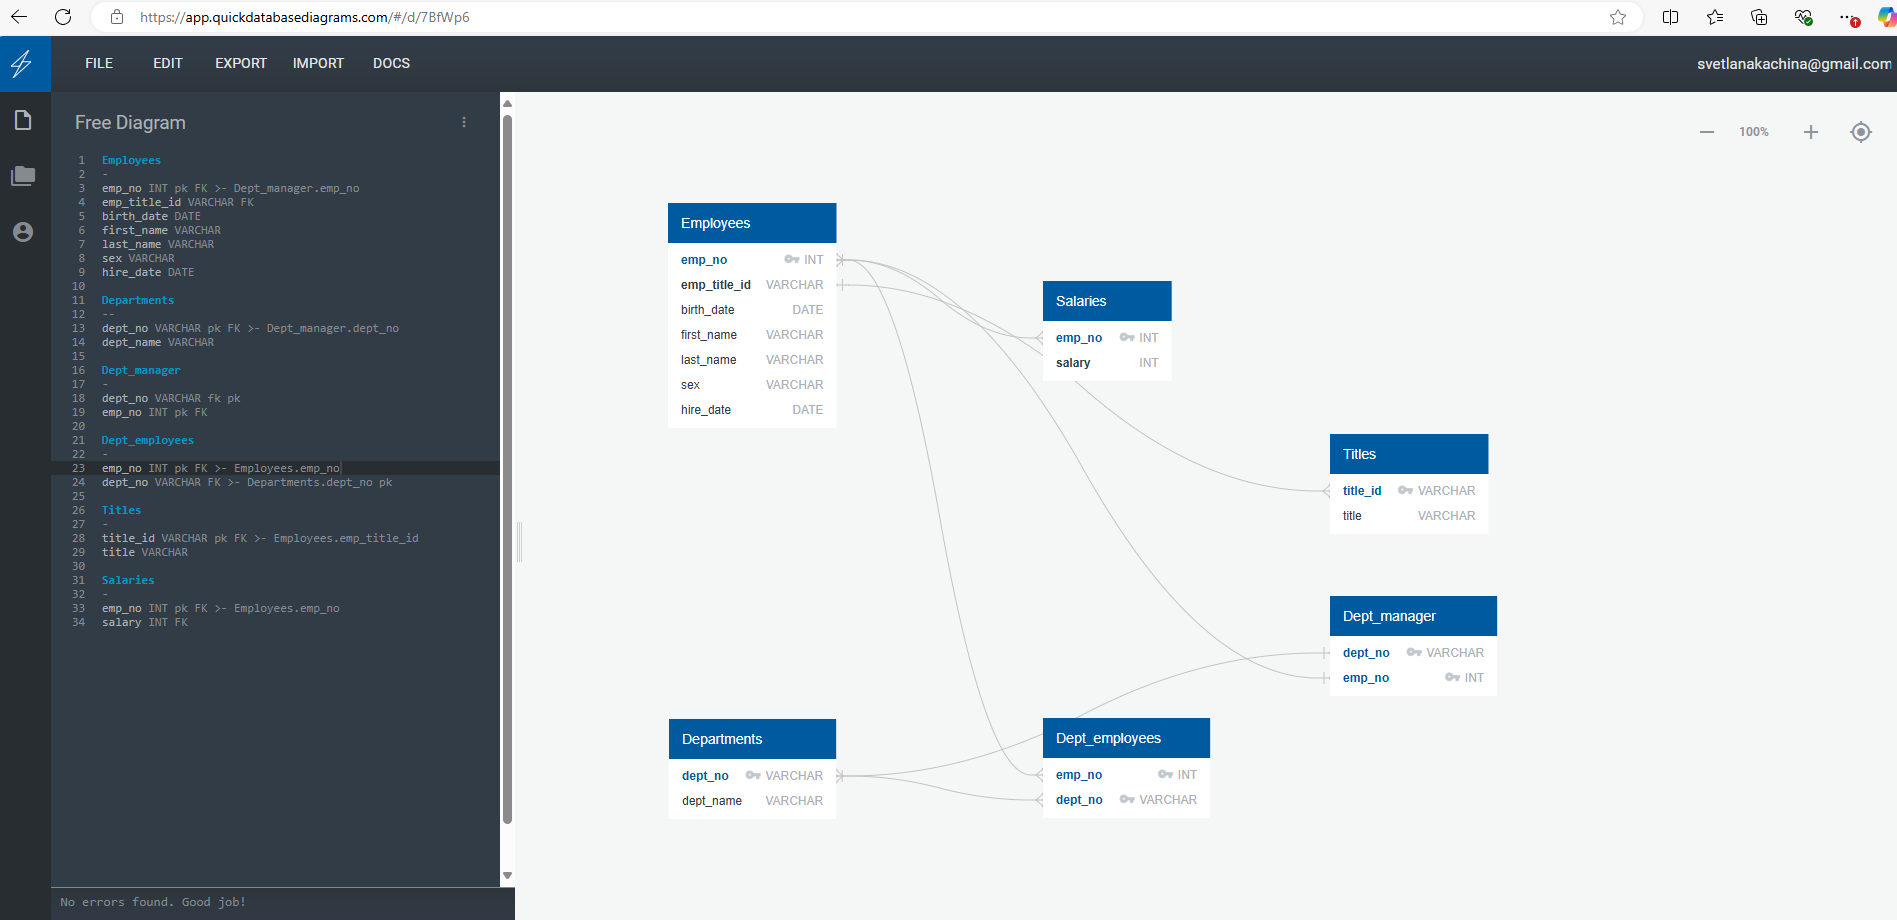 https://app.quickdatabasediagrams.com/#/d/7BfWp6
FILE EDIT EXPORT IMPORT DOCS
svetlanakachina@gmail.com
Free Diagram
1 Employees
2 -
3 emp_no INT pk FK >- Dept_manager.emp_no
4 emp_title_id VARCHAR FK
5 birth_date DATE
6 first_name VARCHAR
7 last_name VARCHAR
8 sex VARCHAR
9 hire_date DATE
10
11 Departments
12 --
13 dept_no VARCHAR pk FK >- Dept_manager.dept_no
14 dept_name VARCHAR
15
16 Dept_manager
17 -
18 dept_no VARCHAR fk pk
19 emp_no INT pk FK
20
21 Dept_employees
22 -
23 emp_no INT pk FK >- Employees.emp_no
24 dept_no VARCHAR FK >- Departments.dept_no pk
25
26 Titles
27 -
28 title_id VARCHAR pk FK >- Employees.emp_title_id
29 title VARCHAR
30
31 Salaries
32 -
33 emp_no INT pk FK >- Employees.emp_no
34 salary INT FK
No errors found. Good job!
100%
Employees
emp_no INT
emp_title_id VARCHAR
birth_date DATE
first_name VARCHAR
last_name VARCHAR
sex VARCHAR
hire_date DATE
Salaries
emp_no INT
salary INT
Titles
title_id VARCHAR
title VARCHAR
Dept_manager
dept_no VARCHAR
emp_no INT
Departments
dept_no VARCHAR
dept_name VARCHAR
Dept_employees
emp_no INT
dept_no VARCHAR